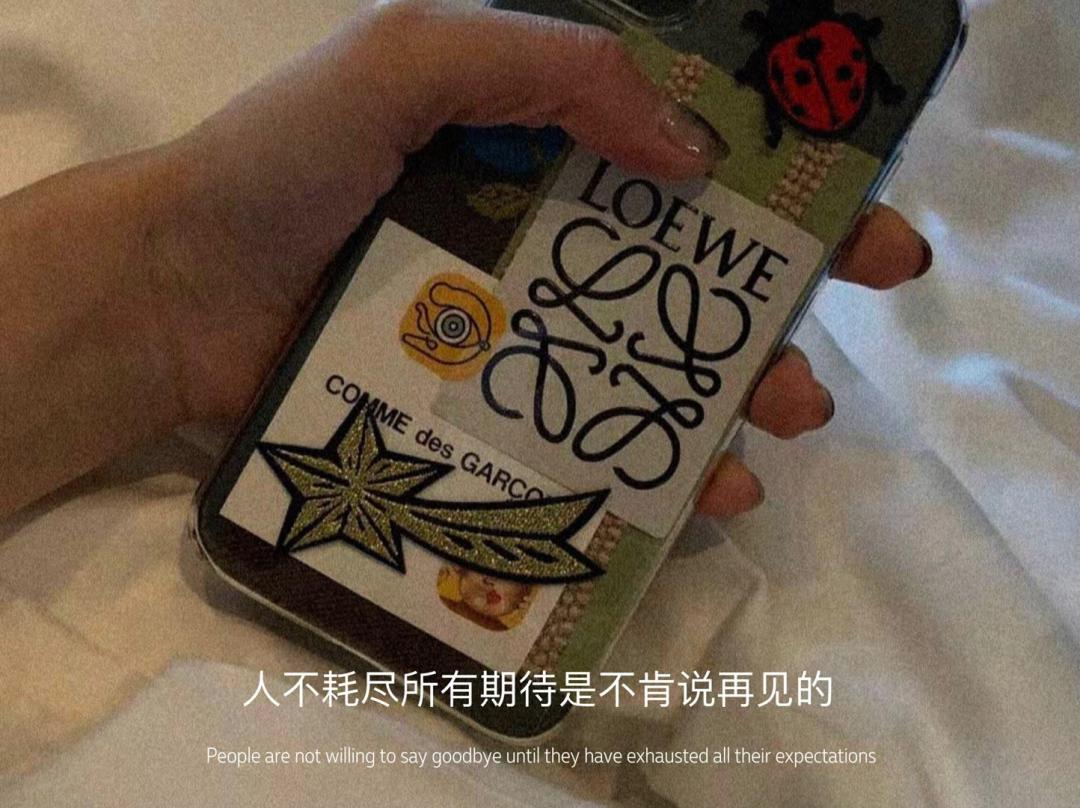 LOEWE
COMME des GARÇO
人不耗尽所有期待是不肯说再见的
People are not willing to say goodbye until they have exhausted all their expectations